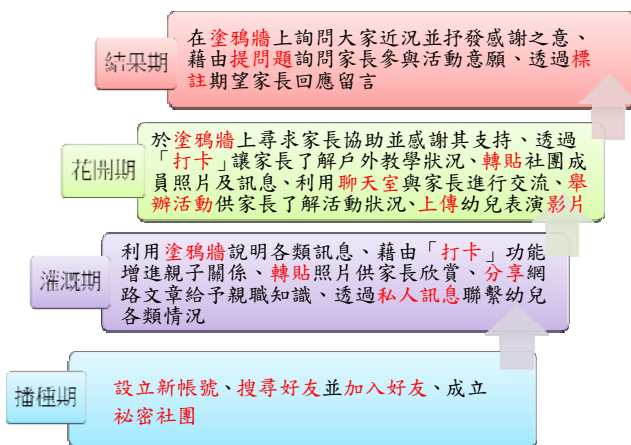 結果期
在塗鴉牆上詢問大家近況並抒發感謝之意、
藉由提問題詢問家長參與活動意願、透過標
註期望家長回應留言
花開期
於塗鴉牆上尋求家長協助並感謝其支持、透過
「打卡」讓家長了解戶外教學狀況、轉貼社團成
員照片及訊息、利用聊天室與家長進行交流、舉
辦活動供家長了解活動狀況、上傳幼兒表演影片
灌溉期
利用塗鴉牆說明各類訊息、藉由「打卡」功能
增進親子關係、轉貼照片供家長欣賞、分享網
路文章給予親職知識、透過私人訊息聯繫幼兒
各類情況
播種期
設立新帳號、搜尋好友並加入好友、成立
祕密社團